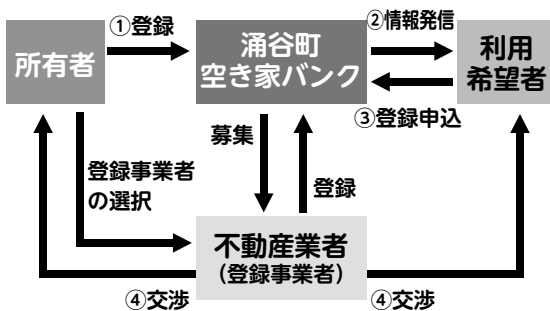 ①登録
②情報発信
所有者
涌谷町
空き家バンク
利用
希望者
③登録申込
募集
登録
登録事業者
の選択
不動産業者
（登録事業者）
④交渉
④交渉